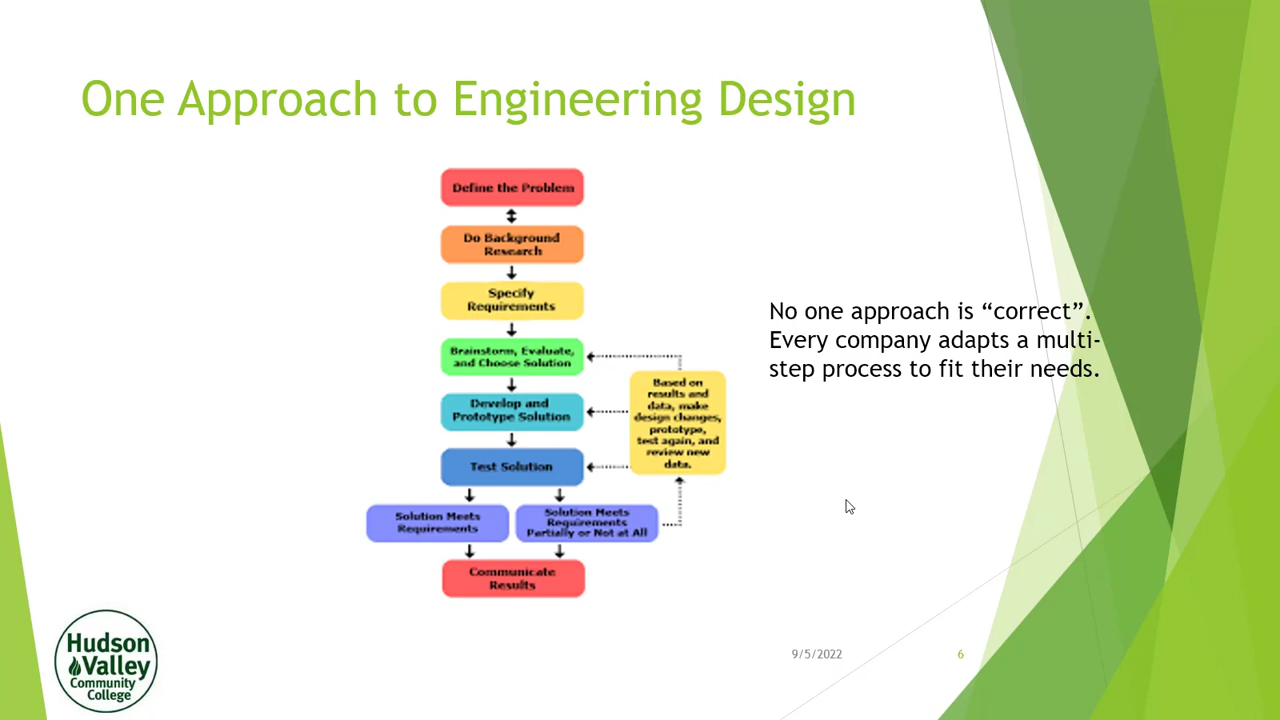 One Approach to Engineering Design
Define the Problem
Do Background
Research
Specify
Requirements
Brainstorm, Evaluate,
and Choose Solution
Develop and
Prototype Solution
Test Solution
Based on
results and
data, make
design changes,
prototype,
test again, and
review new
data.
Solution Meets
Requirements
Solution Meets
Requirements
Partially or Not at All
Communicate
Results
No one approach is “correct”.
Every company adapts a multi-
step process to fit their needs.
Hudson
Valley
Community
College
9/5/2022
6